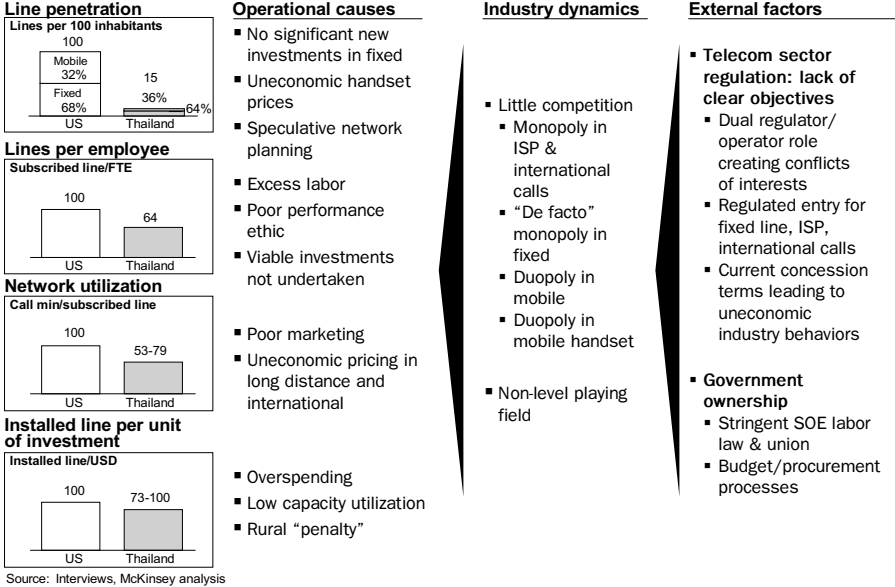 Line penetration
Lines per 100 inhabitants
100
Mobile
32%
Fixed
68%
15
36%
64%
US
Thailand
Lines per employee
Subscribed line/FTE
100
64
US
Thailand
Network utilization
Call min/subscribed line
100
53-79
US
Thailand
Installed line per unit
of investment
Installed line/USD
100
73-100
US
Thailand
Operational causes
▪ No significant new
investments in fixed
▪ Uneconomic handset
prices
▪ Speculative network
planning
▪ Excess labor
▪ Poor performance
ethic
▪ Viable investments
not undertaken
▪ Poor marketing
▪ Uneconomic pricing in
long distance and
international
▪ Overspending
▪ Low capacity utilization
▪ Rural “penalty”
Industry dynamics
▪ Little competition
▪ Monopoly in
ISP &
international
calls
▪ “De facto”
monopoly in
fixed
▪ Duopoly in
mobile
▪ Duopoly in
mobile handset
▪ Non-level playing
field
External factors
▪ Telecom sector
regulation: lack of
clear objectives
▪ Dual regulator/
operator role
creating conflicts
of interests
▪ Regulated entry for
fixed line, ISP,
international calls
▪ Current concession
terms leading to
uneconomic
industry behaviors
▪ Government
ownership
▪ Stringent SOE labor
law & union
▪ Budget/procurement
processes
Source: Interviews, McKinsey analysis